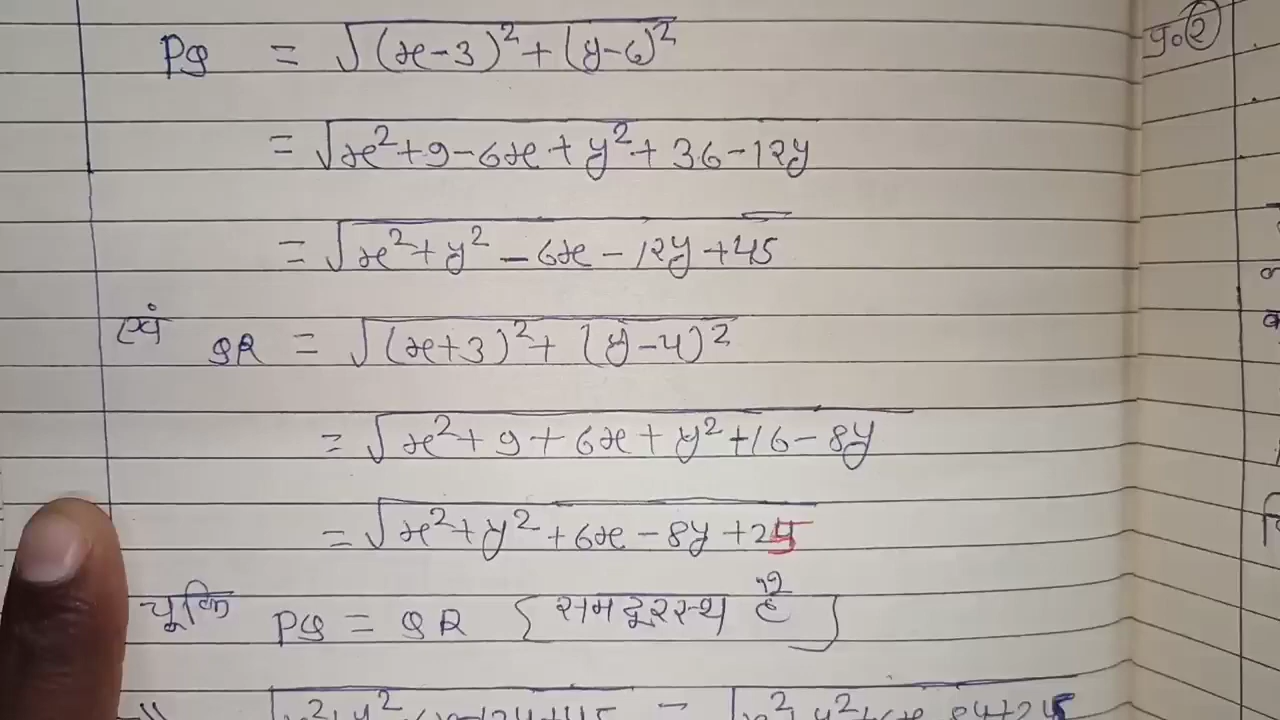 PQ = √(x-3)²+(y-6)²
प्र०②
= √x²+9-6x+y²+36-12y
= √x²+y²-6x-12y+45
एवं QR = √(x+3)²+(y-4)²
= √x²+9+6x+y²+16-8y
= √x²+y²+6x-8y+25
चूकि PQ = QR {समदूरस्थ हैं}